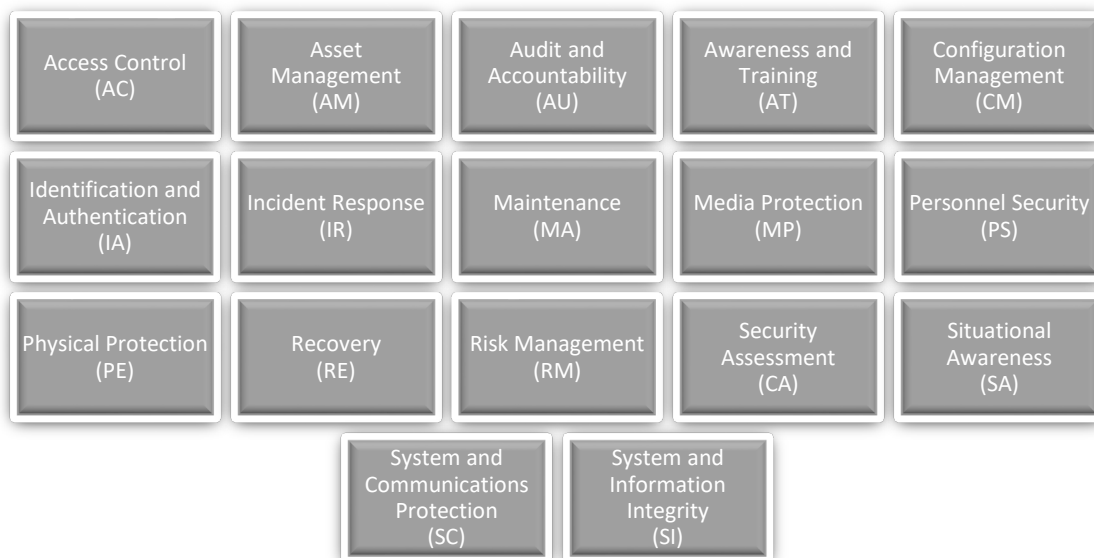 Access Control
(AC)
Asset
Management
(AM)
Audit and
Accountability
(AU)
Awareness and
Training
(AT)
Configuration
Management
(CM)
Identification and
Authentication
(IA)
Incident Response
(IR)
Maintenance
(MA)
Media Protection
(MP)
Personnel Security
(PS)
Physical Protection
(PE)
Recovery
(RE)
Risk Management
(RM)
Security
Assessment
(CA)
Situational
Awareness
(SA)
System and
Communications
Protection
(SC)
System and
Information
Integrity
(SI)